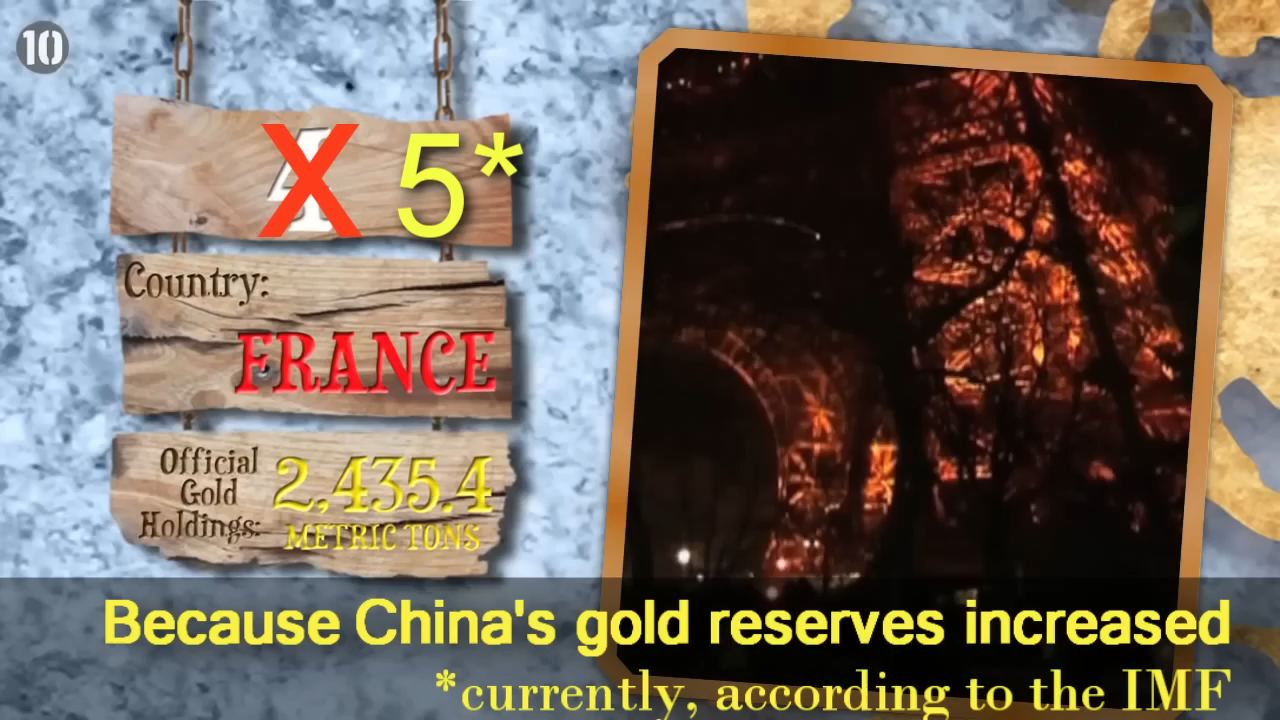 10
4 X 5*
Country:
FRANCE
Official
Gold
Holdings:
2,435.4
METRIC TONS
Because China's gold reserves increased
*currently, according to the IMF